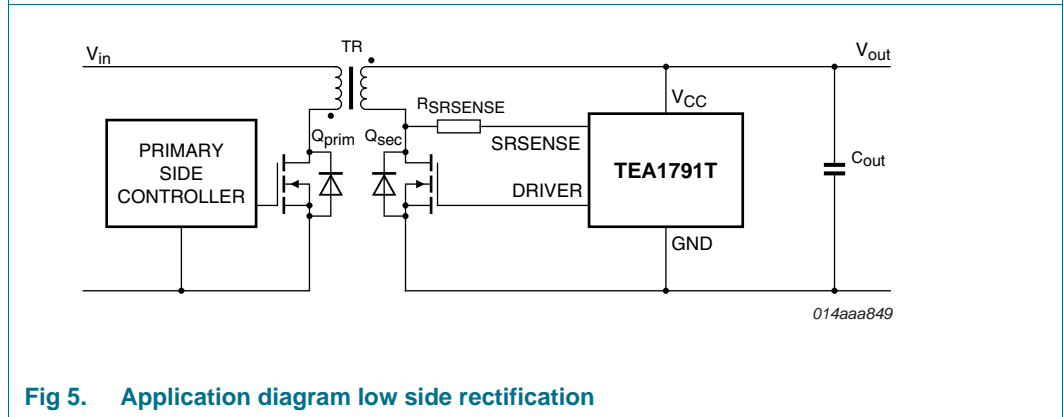 V_in
TR
V_out
R_SRSENSE
V_CC
PRIMARY
SIDE
CONTROLLER
Q_prim
Q_sec
SRSENSE
TEA1791T
C_out
DRIVER
GND
014aaa849
Fig 5. Application diagram low side rectification